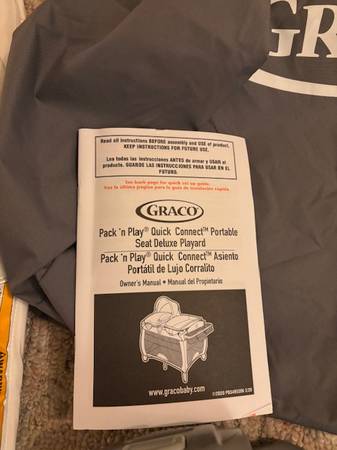 GR
Read all instructions BEFORE assembly and USE of product.
KEEP INSTRUCTIONS FOR FUTURE USE.
Lea todas las instrucciones ANTES de armar y USAR el
producto. GUARDE LAS INSTRUCCIONES PARA USO EN EL
FUTURO.
See back page for quick set up guide.
Vea la última página para la guía de instalación rápida.
GRACO
Pack 'n Play® Quick Connect™ Portable
Seat Deluxe Playard
Pack 'n Play® Quick Connect™ Asiento
Portátil de Lujo Corralito
Owner's Manual • Manual del Propietario
www.gracobaby.com